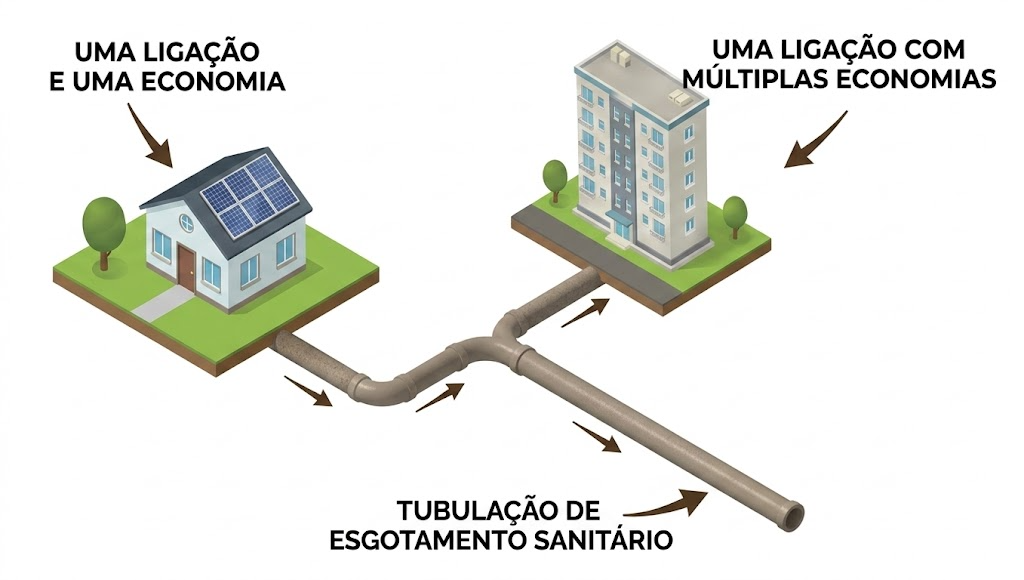 UMA LIGAÇÃO
E UMA ECONOMIA
UMA LIGAÇÃO COM
MÚLTIPLAS ECONOMIAS
TUBULAÇÃO DE
ESGOTAMENTO SANITÁRIO